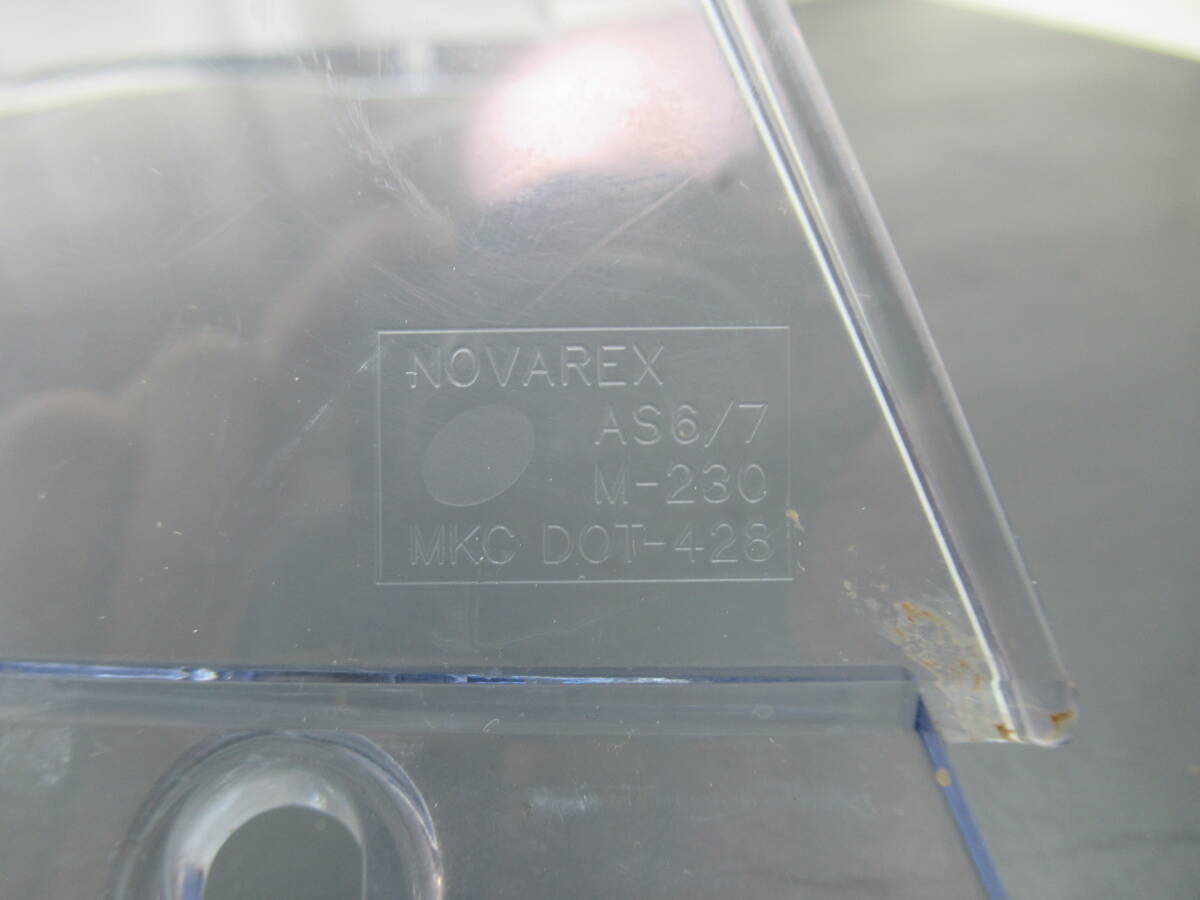 NOVAREX
AS6/7
M-230
MKC DOT-428